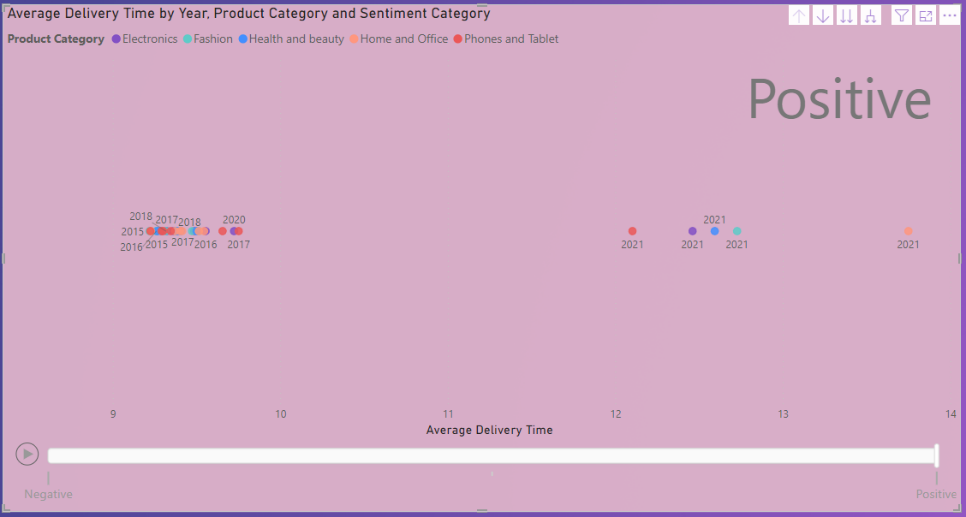 Average Delivery Time by Year, Product Category and Sentiment Category
Product Category Electronics Fashion Health and beauty Home and Office Phones and Tablet
Positive
2018 2017 2018 2020 2021
2015
2016 2015 2017 2016 2017 2021 2021 2021 2021
9 10 11 12 13 14
Average Delivery Time
Negative Positive